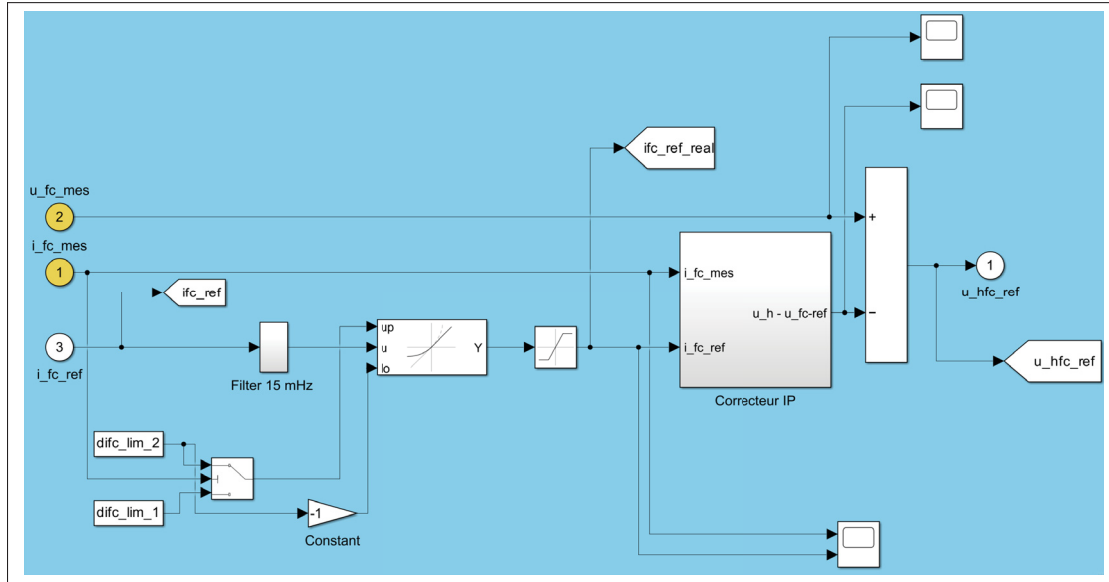 ifc_ref_real
u_fc_mes
2
+
i_fc_mes
1
i_fc_mes
1
u_hfc_ref
ifc_ref
u_h - u_fc-ref
−
3
i_fc_ref
up
u
lo
Y
i_fc_ref
u_hfc_ref
Filter 15 mHz
Correcteur IP
difc_lim_2
difc_lim_1
-1
Constant